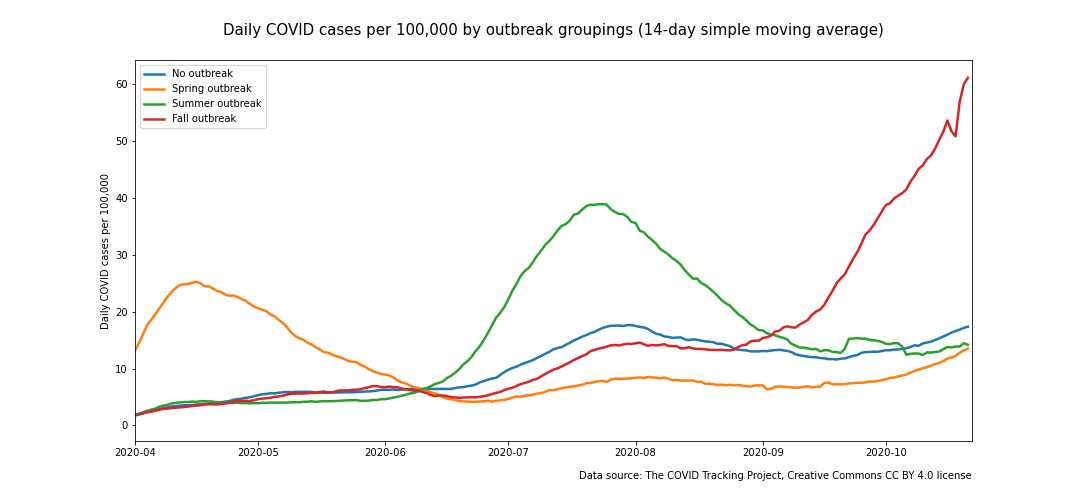 Daily COVID cases per 100,000 by outbreak groupings (14-day simple moving average)
No outbreak
Spring outbreak
Summer outbreak
Fall outbreak
Daily COVID cases per 100,000
60
50
40
30
20
10
0
2020-04
2020-05
2020-06
2020-07
2020-08
2020-09
2020-10
Data source: The COVID Tracking Project, Creative Commons CC BY 4.0 license